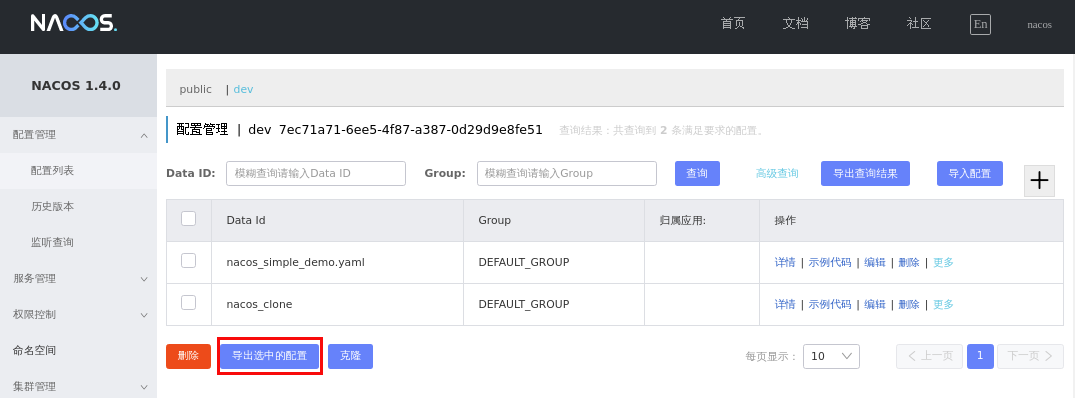 NACOS. 首页 文档 博客 社区 En nacos
NACOS 1.4.0
配置管理
配置列表
历史版本
监听查询
服务管理
权限控制
命名空间
集群管理
public | dev
配置管理 | dev 7ec71a71-6ee5-4f87-a387-0d29d9e8fe51 查询结果：共查询到 2 条满足要求的配置。
Data ID: 模糊查询请输入Data ID Group: 模糊查询请输入Group 查询 高级查询 导出查询结果 导入配置 +
Data Id Group 归属应用: 操作
nacos_simple_demo.yaml DEFAULT_GROUP 详情 | 示例代码 | 编辑 | 删除 | 更多
nacos_clone DEFAULT_GROUP 详情 | 示例代码 | 编辑 | 删除 | 更多
删除 导出选中的配置 克隆 每页显示： 10 上一页 1 下一页